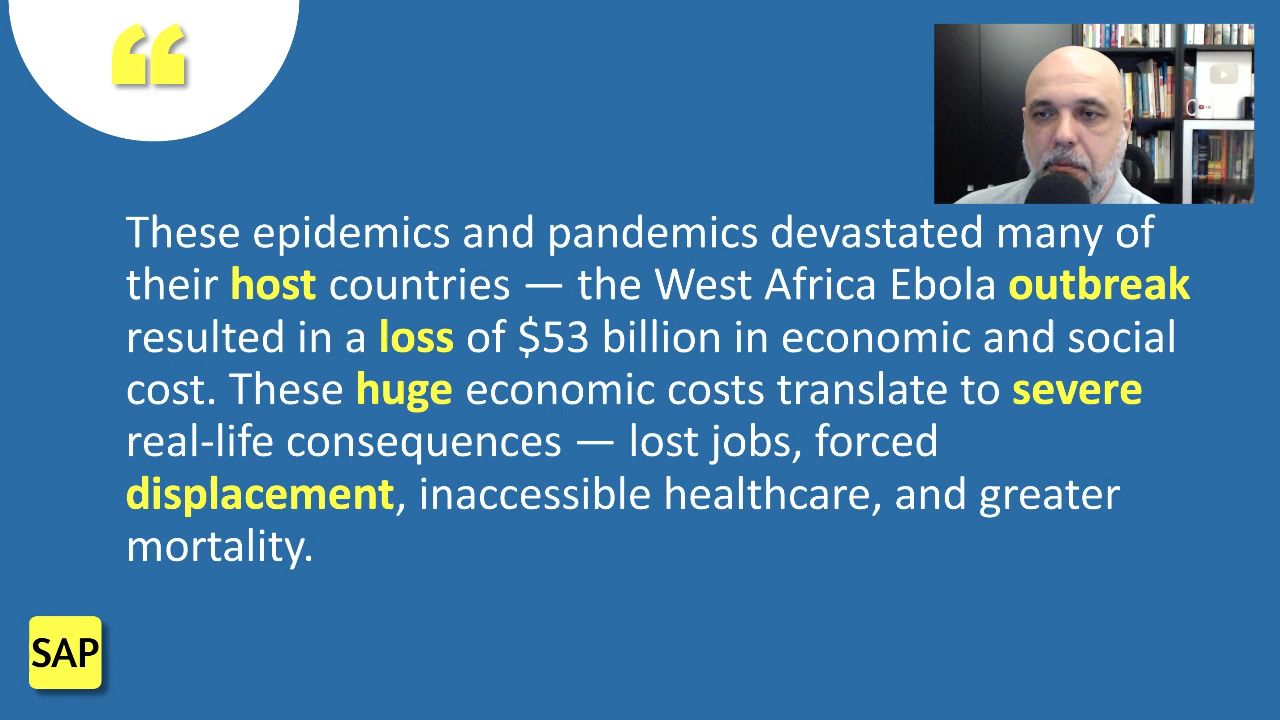 These epidemics and pandemics devastated many of
their host countries — the West Africa Ebola outbreak
resulted in a loss of $53 billion in economic and social
cost. These huge economic costs translate to severe
real-life consequences — lost jobs, forced
displacement, inaccessible healthcare, and greater
mortality.
SAP